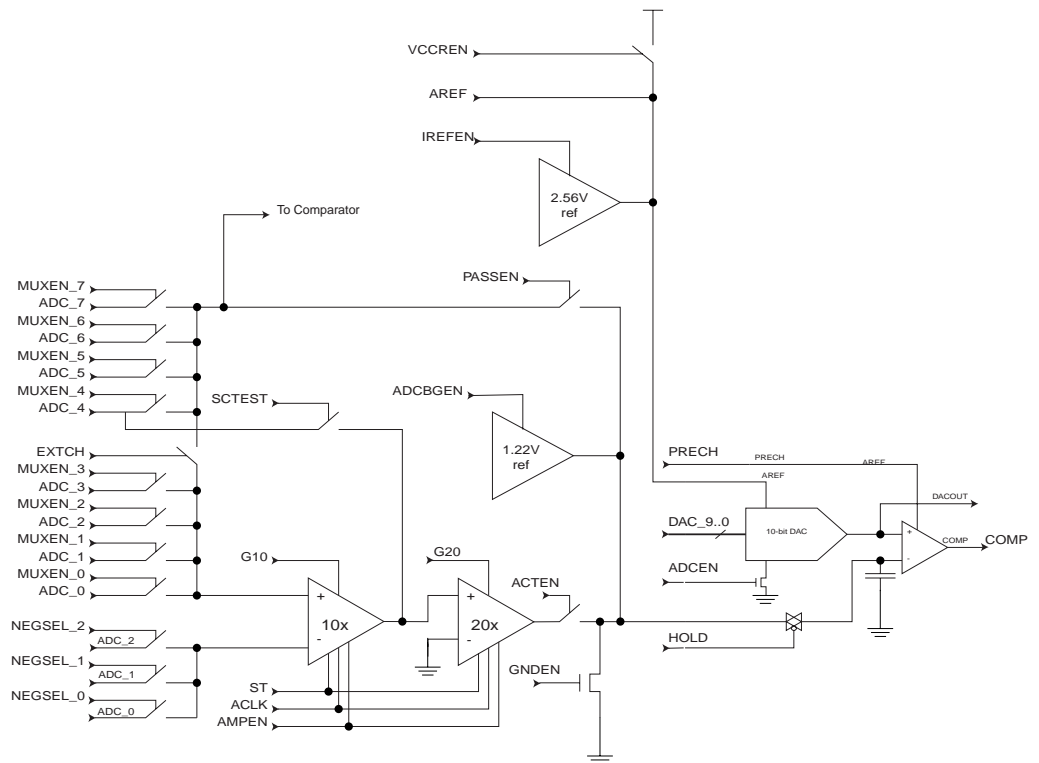 VCCREN
AREF
IREFEN
2.56V
ref
To Comparator
PASSEN
MUXEN_7
ADC_7
MUXEN_6
ADC_6
MUXEN_5
ADC_5
MUXEN_4
ADC_4
SCTEST
ADCBGEN
1.22V
ref
EXTCH
MUXEN_3
ADC_3
MUXEN_2
ADC_2
MUXEN_1
ADC_1
MUXEN_0
ADC_0
PRECH
PRECH
AREF
AREF
DACOUT
DAC_9..0
10-bit DAC
+
-
COMP
COMP
ADCEN
G10
G20
ACTEN
+
10x
-
+
20x
-
HOLD
NEGSEL_2
ADC_2
NEGSEL_1
ADC_1
NEGSEL_0
ADC_0
GNDEN
ST
ACLK
AMPEN